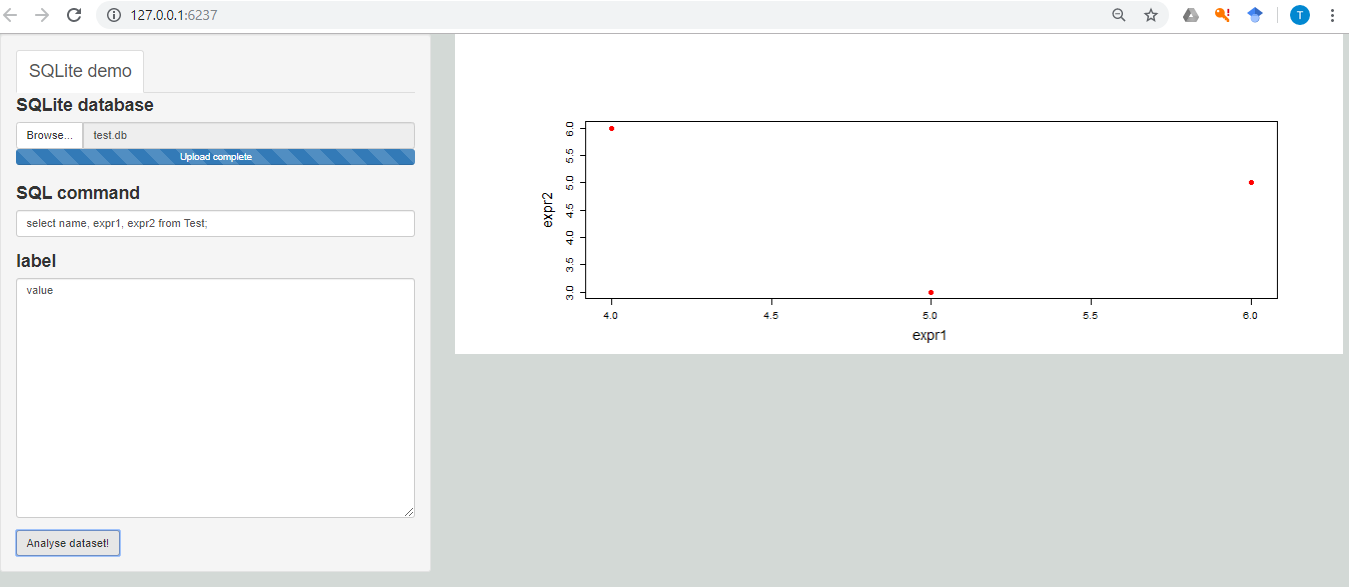 127.0.0.1:6237
T
SQLite demo
SQLite database
Browse... test.db
Upload complete
SQL command
select name, expr1, expr2 from Test;
label
value
Analyse dataset!
expr2
6.0
5.5
5.0
4.5
4.0
3.5
3.0
4.0 4.5 5.0 5.5 6.0
expr1